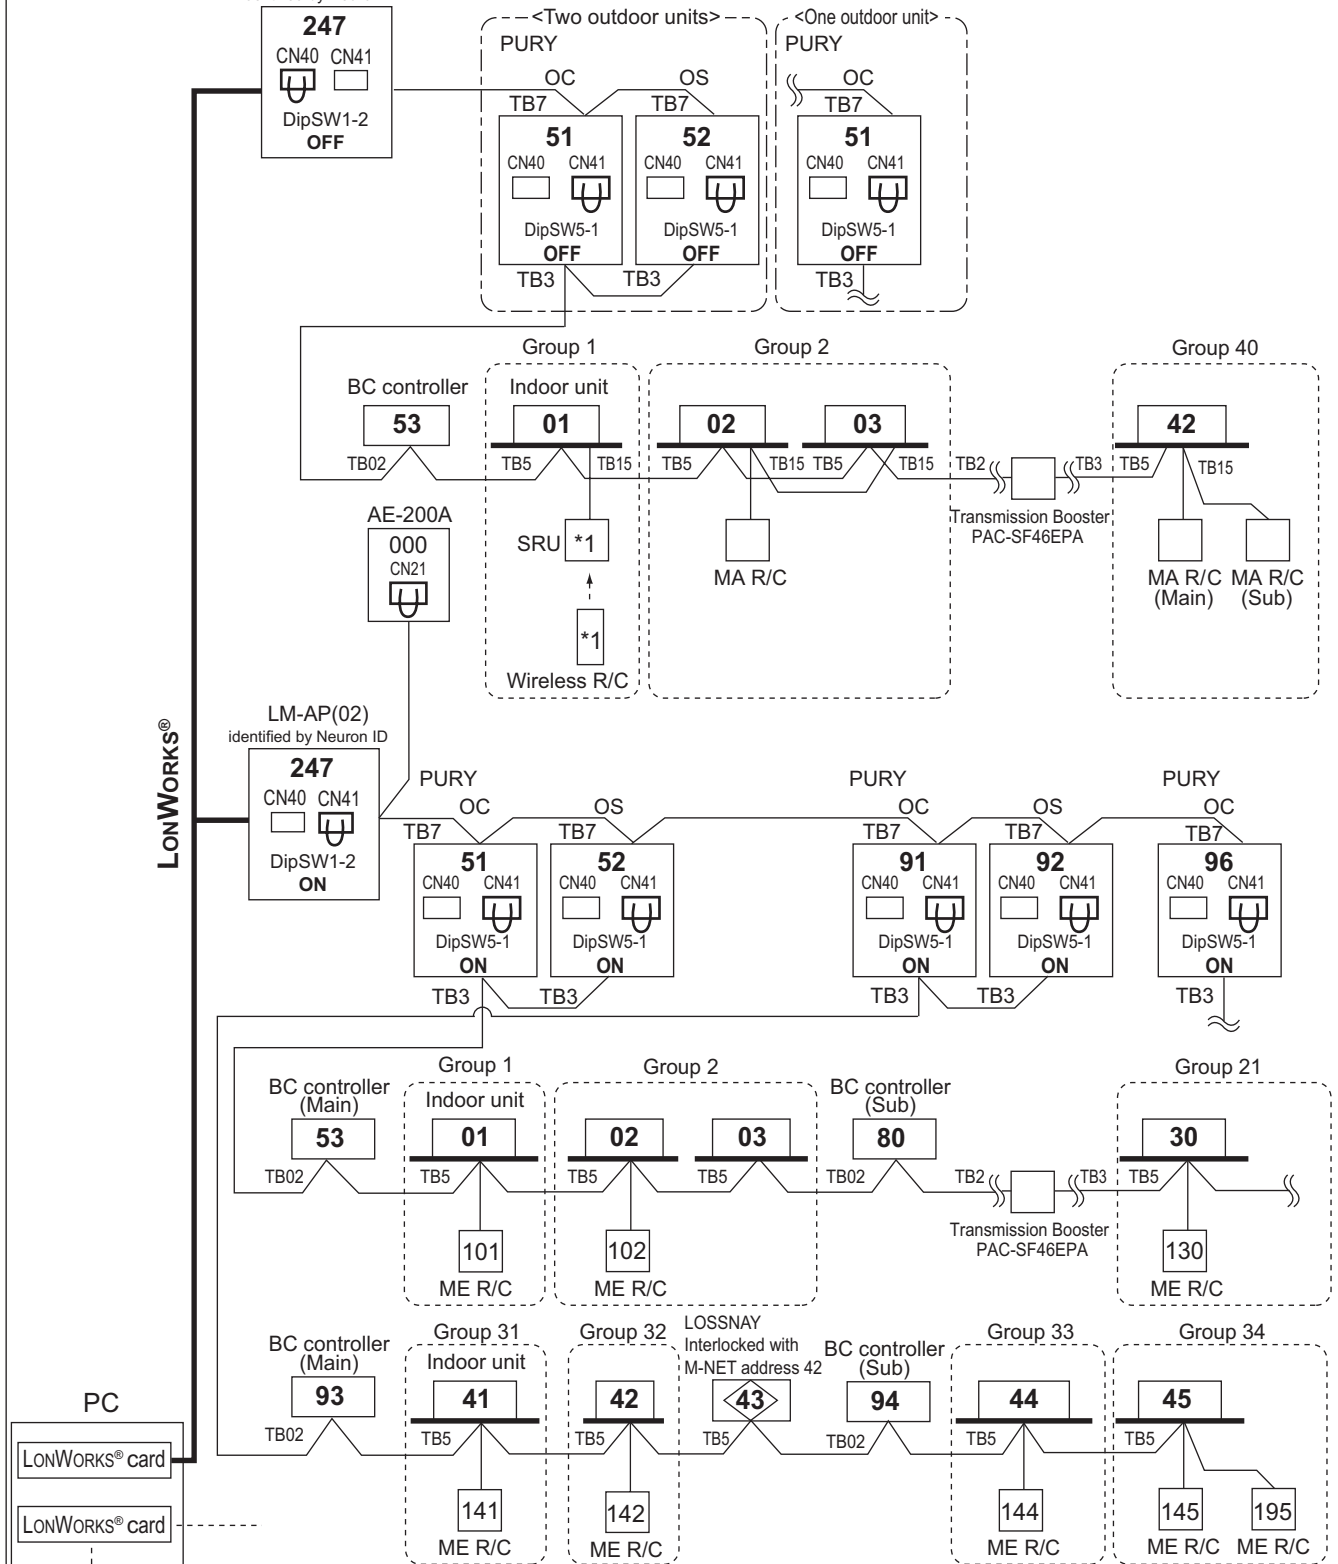 247
CN40 CN41
DipSW1-2
OFF
<Two outdoor units>
<One outdoor unit>
PURY
PURY
OC
OS
OC
TB7
TB7
TB7
51
52
51
CN40 CN41
CN40 CN41
CN40 CN41
DipSW5-1
DipSW5-1
DipSW5-1
OFF
OFF
OFF
TB3
TB3
TB3
Group 1
Group 2
Group 40
BC controller
Indoor unit
53
01
02
03
42
TB02
TB5
TB15
TB5
TB15
TB5
TB15
TB2
TB3
TB5
TB15
Transmission Booster
PAC-SF46EPA
AE-200A
000
CN21
SRU
*1
MA R/C
MA R/C
(Main)
MA R/C
(Sub)
*1
Wireless R/C
LONWORKS®
LM-AP(02)
identified by Neuron ID
247
CN40 CN41
DipSW1-2
ON
PURY
PURY
PURY
OC
OS
OC
OS
OC
TB7
TB7
TB7
TB7
TB7
51
52
91
92
96
CN40 CN41
CN40 CN41
CN40 CN41
CN40 CN41
CN40 CN41
DipSW5-1
DipSW5-1
DipSW5-1
DipSW5-1
DipSW5-1
ON
ON
ON
ON
ON
TB3
TB3
TB3
TB3
TB3
Group 1
Group 2
Group 21
BC controller
(Main)
Indoor unit
BC controller
(Sub)
53
01
02
03
80
30
TB02
TB5
TB5
TB5
TB02
TB2
TB3
TB5
Transmission Booster
PAC-SF46EPA
101
102
130
ME R/C
ME R/C
ME R/C
Group 31
Group 32
LOSSNAY
Interlocked with
M-NET address 42
Group 33
Group 34
BC controller
(Main)
Indoor unit
BC controller
(Sub)
93
41
42
43
94
44
45
TB02
TB5
TB5
TB5
TB02
TB5
TB5
141
142
144
145
195
ME R/C
ME R/C
ME R/C
ME R/C
ME R/C
PC
LONWORKS® card
LONWORKS® card